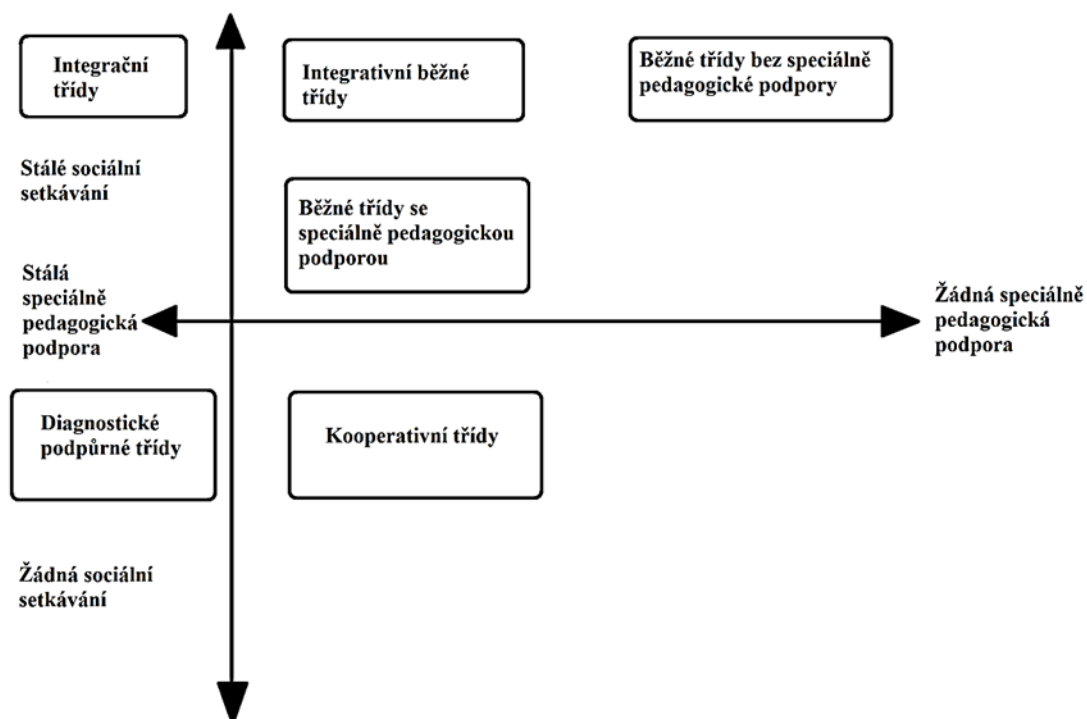 Integrační
třídy
Integrativní běžné
třídy
Běžné třídy bez speciálně
pedagogické podpory
Stálé sociální
setkávání
Běžné třídy se
speciálně pedagogickou
podporou
Stálá
speciálně
pedagogická
podpora
Žádná speciálně
pedagogická
podpora
Diagnostické
podpůrné třídy
Kooperativní třídy
Žádná sociální
setkávání